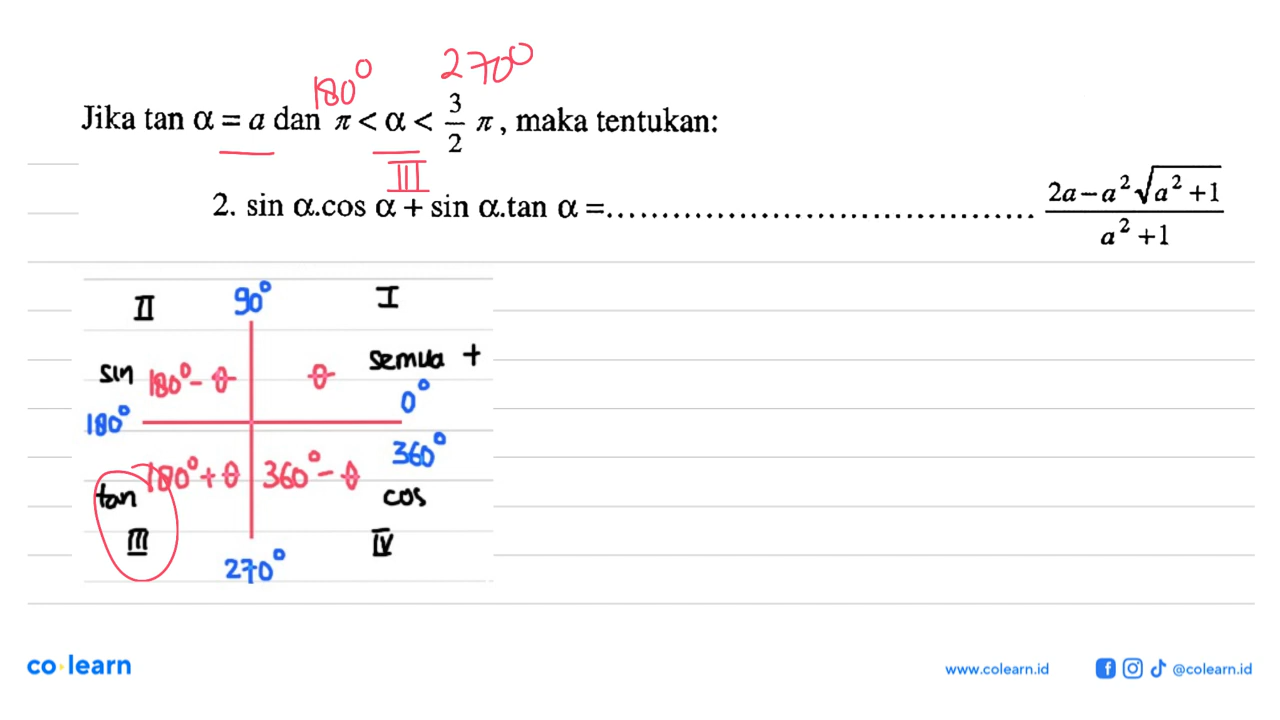 180° 270°
Jika tan α = a dan π < α < 3/2 π, maka tentukan:
III
2. sin α.cos α + sin α.tan α =....................................... (2a – a²√(a² + 1))/(a² + 1)
II 90° I
sin 180° – θ θ semua +
180° 0°
360°
tan 180° + θ 360° – θ cos
III IV
270°
co·learn www.colearn.id @colearn.id